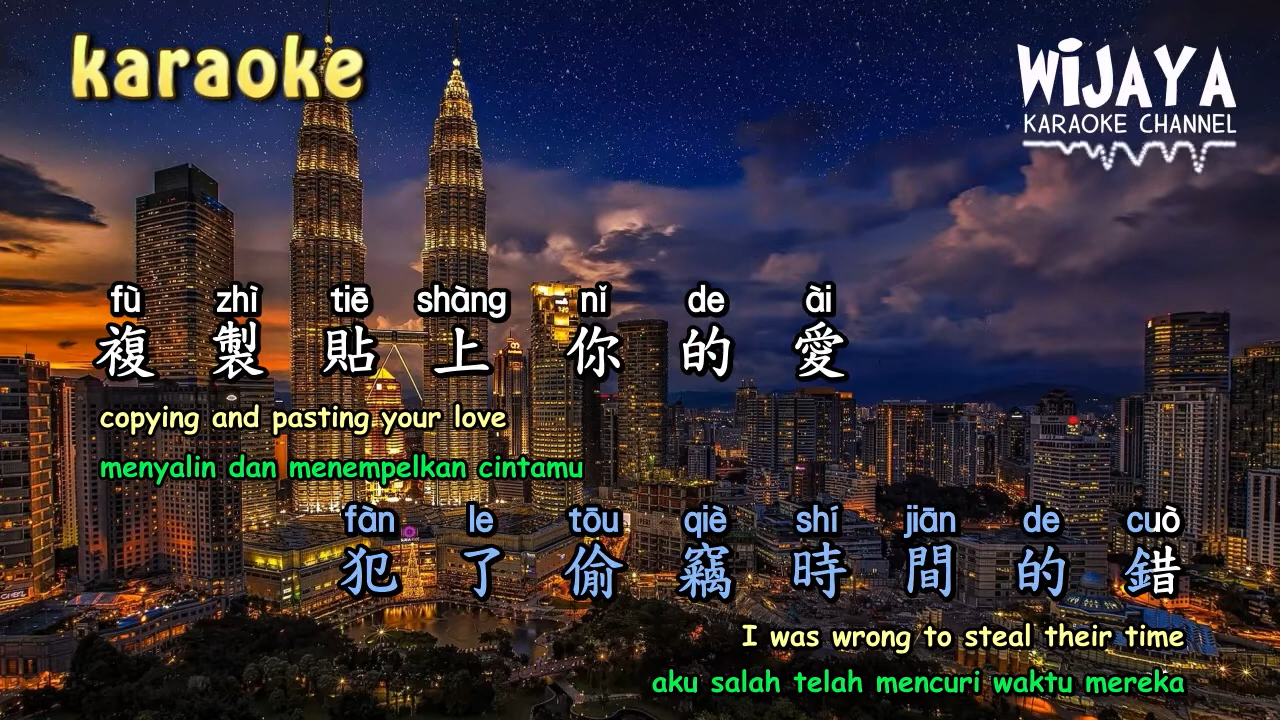 karaoke
WiJAYA
KARAOKE CHANNEL
fù zhì tiē shàng nǐ de ài
複 製 貼 上 你 的 愛
copying and pasting your love
menyalin dan menempelkan cintamu
fàn le tōu qiè shí jiān de cuò
犯 了 偷 竊 時 間 的 錯
I was wrong to steal their time
aku salah telah mencuri waktu mereka